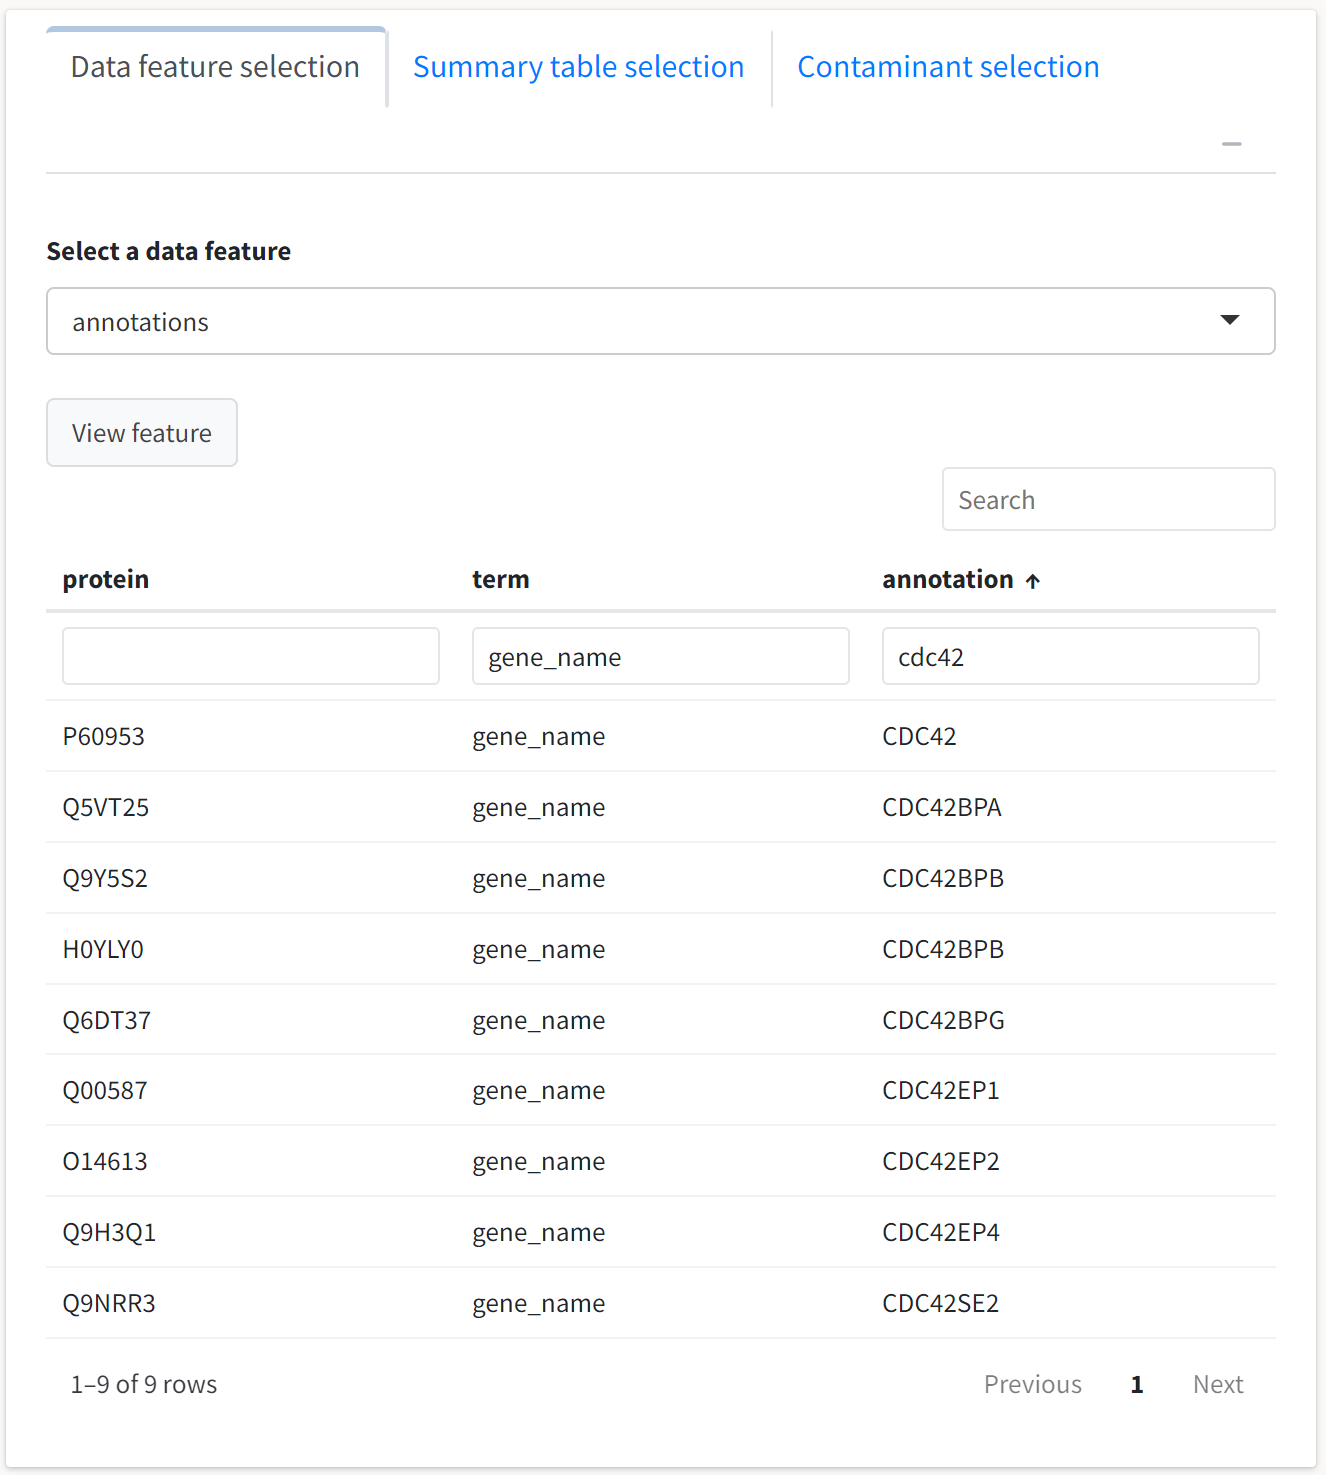 Data feature selection Summary table selection Contaminant selection
Select a data feature
annotations
View feature
Search
protein term annotation ↑
gene_name cdc42
P60953 gene_name CDC42
Q5VT25 gene_name CDC42BPA
Q9Y5S2 gene_name CDC42BPB
H0YLY0 gene_name CDC42BPB
Q6DT37 gene_name CDC42BPG
Q00587 gene_name CDC42EP1
O14613 gene_name CDC42EP2
Q9H3Q1 gene_name CDC42EP4
Q9NRR3 gene_name CDC42SE2
1–9 of 9 rows Previous 1 Next